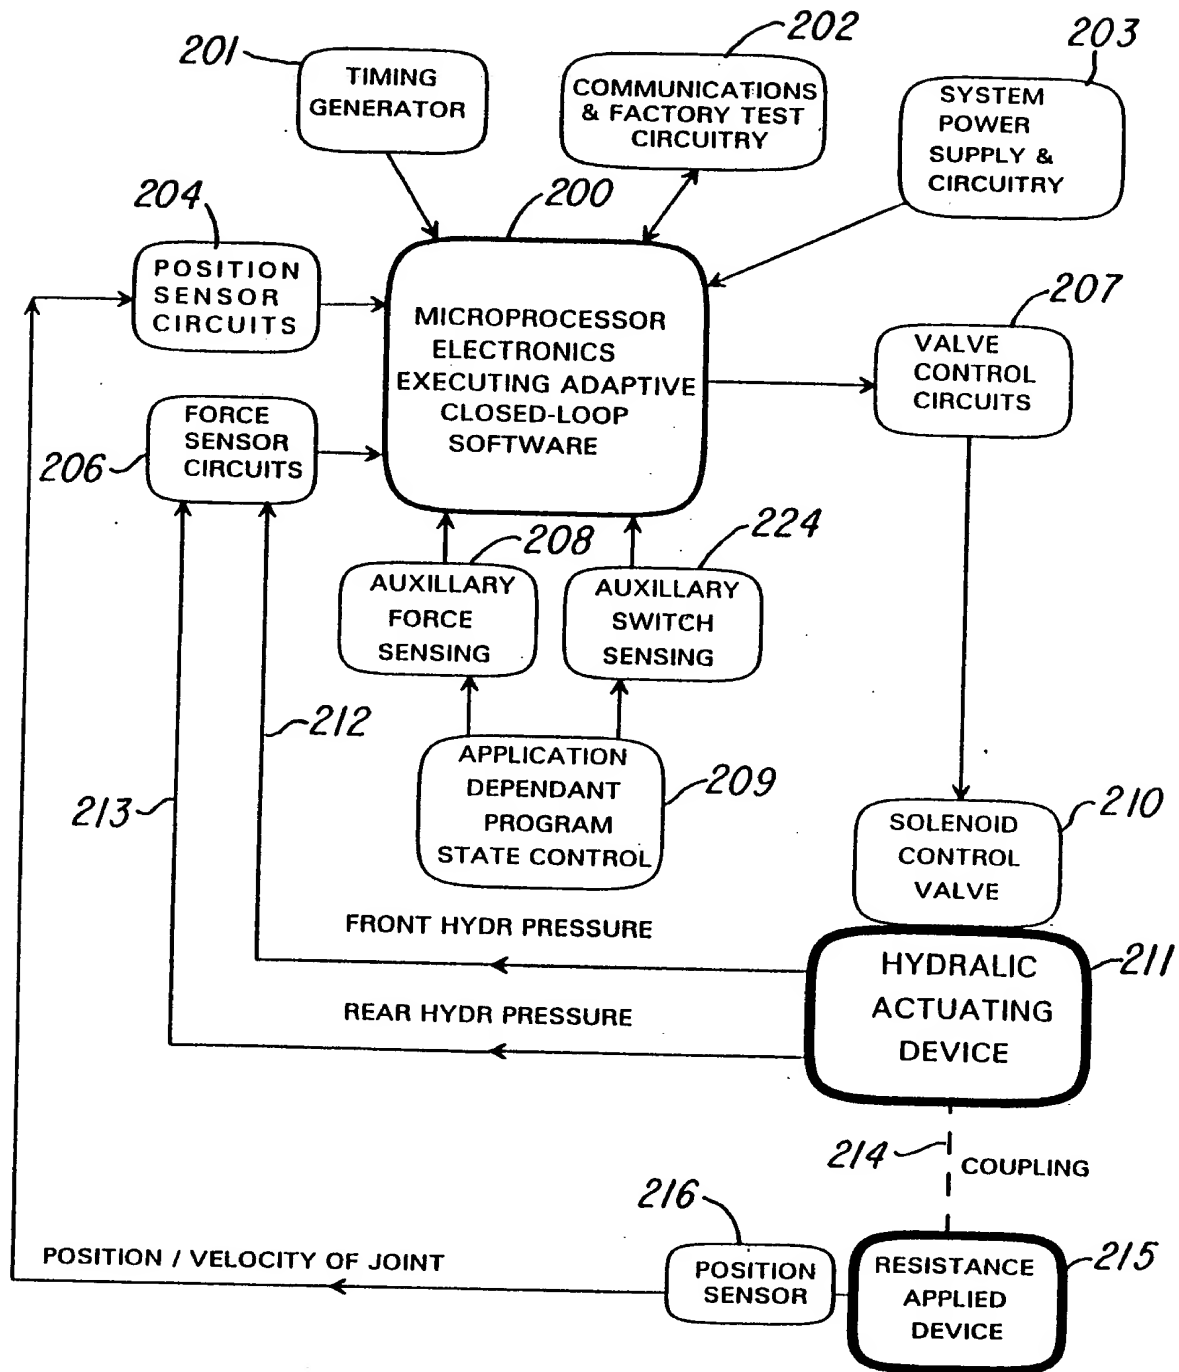 201
TIMING
GENERATOR
202
COMMUNICATIONS
& FACTORY TEST
CIRCUITRY
203
SYSTEM
POWER
SUPPLY &
CIRCUITRY
204
POSITION
SENSOR
CIRCUITS
200
MICROPROCESSOR
ELECTRONICS
EXECUTING ADAPTIVE
CLOSED-LOOP
SOFTWARE
207
VALVE
CONTROL
CIRCUITS
206
FORCE
SENSOR
CIRCUITS
208
AUXILLARY
FORCE
SENSING
224
AUXILLARY
SWITCH
SENSING
212
213
209
APPLICATION
DEPENDANT
PROGRAM
STATE CONTROL
210
SOLENOID
CONTROL
VALVE
FRONT HYDR PRESSURE
REAR HYDR PRESSURE
211
HYDRALIC
ACTUATING
DEVICE
214
COUPLING
216
POSITION / VELOCITY OF JOINT
POSITION
SENSOR
215
RESISTANCE
APPLIED
DEVICE